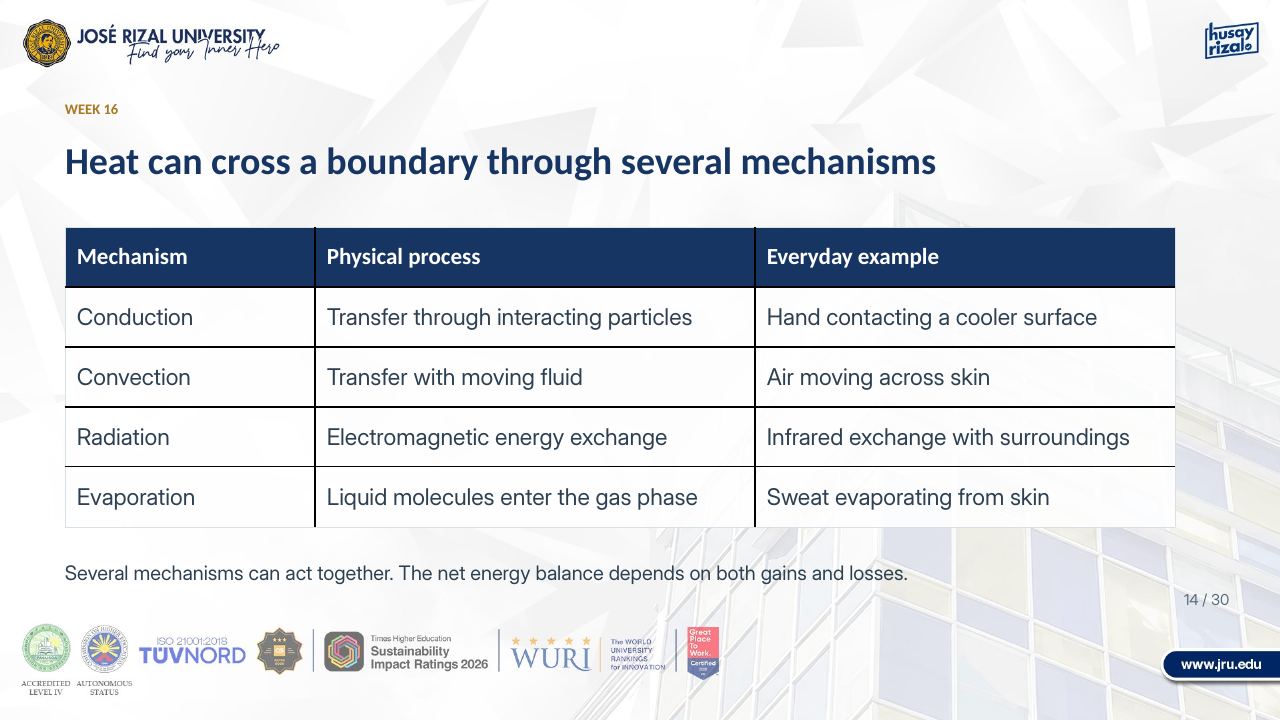 JOSÉ RIZAL UNIVERSITY
Find your Inner Hero
husay
rizal
WEEK 16
Heat can cross a boundary through several mechanisms
Mechanism Physical process Everyday example
Conduction Transfer through interacting particles Hand contacting a cooler surface
Convection Transfer with moving fluid Air moving across skin
Radiation Electromagnetic energy exchange Infrared exchange with surroundings
Evaporation Liquid molecules enter the gas phase Sweat evaporating from skin
Several mechanisms can act together. The net energy balance depends on both gains and losses.
14 / 30
ACCREDITED
LEVEL IV
AUTONOMOUS
STATUS
ISO 21001:2018
TÜVNORD
Times Higher Education
Sustainability
Impact Ratings 2026
WURI
The WORLD
UNIVERSITY
RANKINGS
for INNOVATION
Great
Place
To
Work.
Certified
www.jru.edu